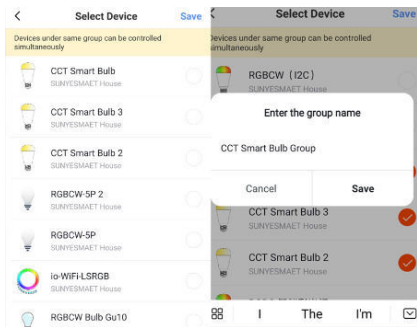 Select Device
Save
Devices under same group can be controlled
simultaneously
CCT Smart Bulb
SUNYESMAET House
CCT Smart Bulb 3
SUNYESMAET House
CCT Smart Bulb 2
SUNYESMAET House
RGBCW-5P 2
SUNYESMAET House
RGBCW-5P
SUNYESMAET House
io-WiFi-LSRGB
SUNYESMAET House
RGBCW Bulb Gu10
Select Device
Save
Devices under same group can be controlled
simultaneously
RGBCW (I2C)
SUNYESMAET House
Enter the group name
CCT Smart Bulb Group
Cancel
Save
CCT Smart Bulb 3
SUNYESMAET House
CCT Smart Bulb 2
SUNYESMAET House
I
The
I'm